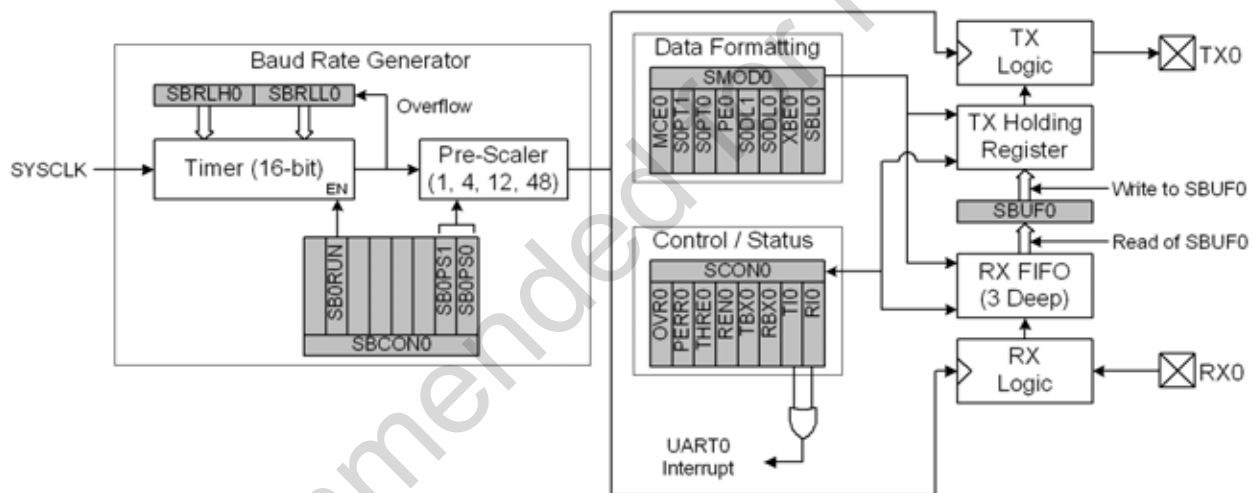 Baud Rate Generator
SBRLH0 SBRLL0
Overflow
SYSCLK
Timer (16-bit)
EN
Pre-Scaler
(1, 4, 12, 48)
SB0RUN
SB0PS1
SB0PS0
SBCON0
Data Formatting
SMOD0
MCE0
S0PT1
S0PT0
PE0
S0DL1
S0DL0
XBE0
SBL0
Control / Status
SCON0
OVR0
PERR0
THRE0
REN0
TBX0
RBX0
TI0
RI0
UART0
Interrupt
TX
Logic
TX0
TX Holding
Register
Write to SBUF0
SBUF0
Read of SBUF0
RX FIFO
(3 Deep)
RX
Logic
RX0